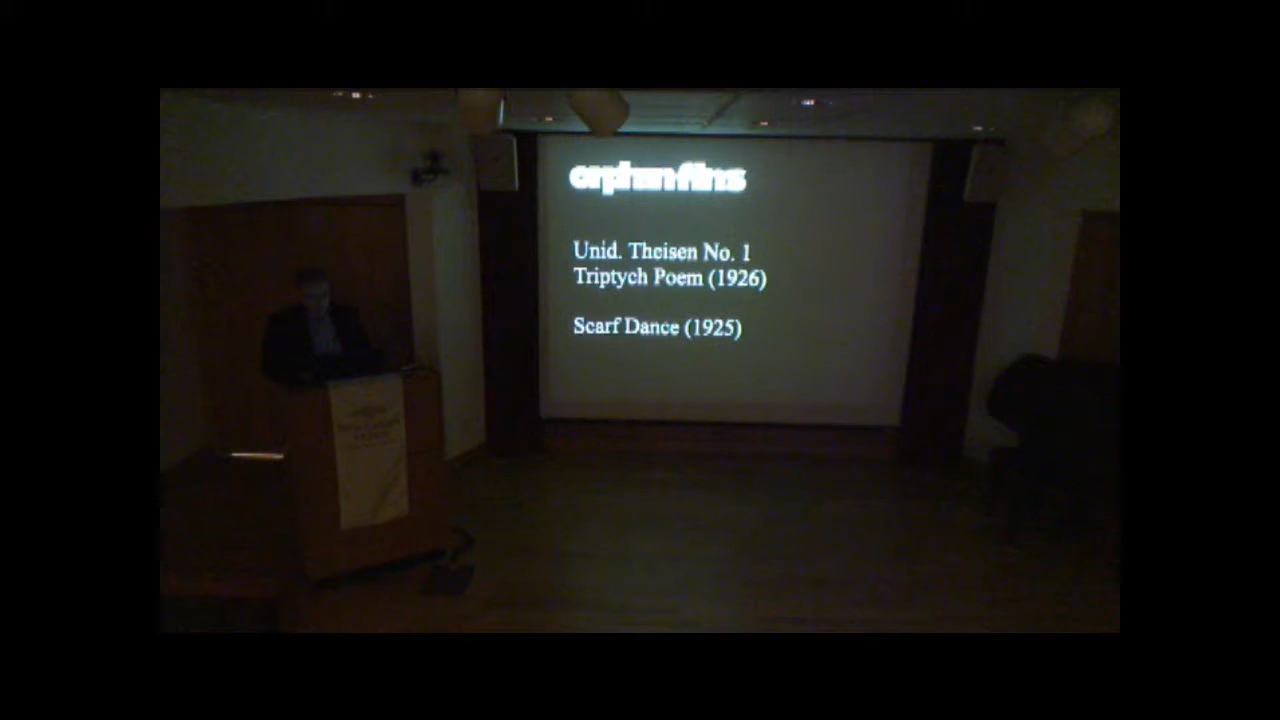 orphan films
Unid. Theisen No. 1
Triptych Poem (1926)
Scarf Dance (1925)